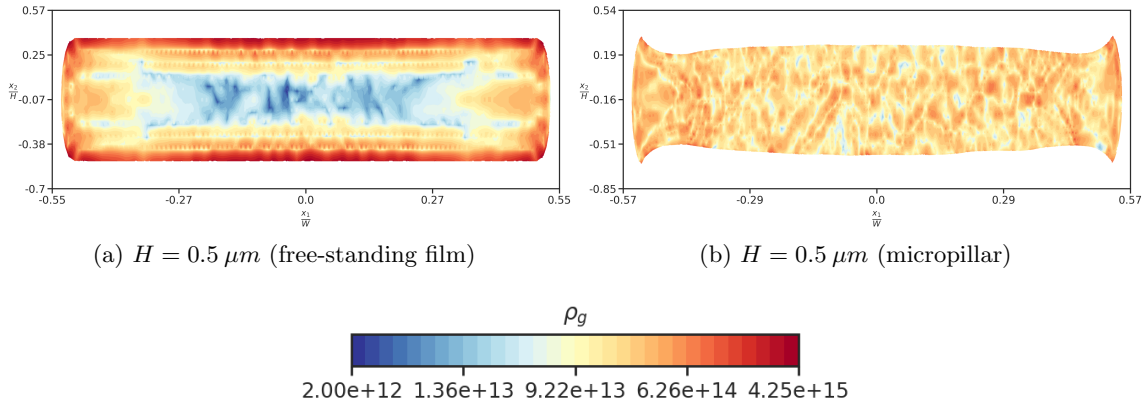 0.57
0.25
x₂/H
-0.07
-0.38
-0.7
-0.55 -0.27 0.0 0.27 0.55
x₁/W
0.54
0.19
x₂/H
-0.16
-0.51
-0.85
-0.57 -0.29 0.0 0.29 0.57
x₁/W
(a) H = 0.5 μm (free-standing film)
(b) H = 0.5 μm (micropillar)
ρg
2.00e+12 1.36e+13 9.22e+13 6.26e+14 4.25e+15